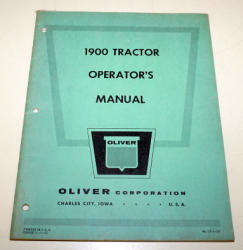 1900 TRACTOR
OPERATOR'S
MANUAL
OLIVER
OLIVER CORPORATION
CHARLES CITY, IOWA . . . . U. S. A.